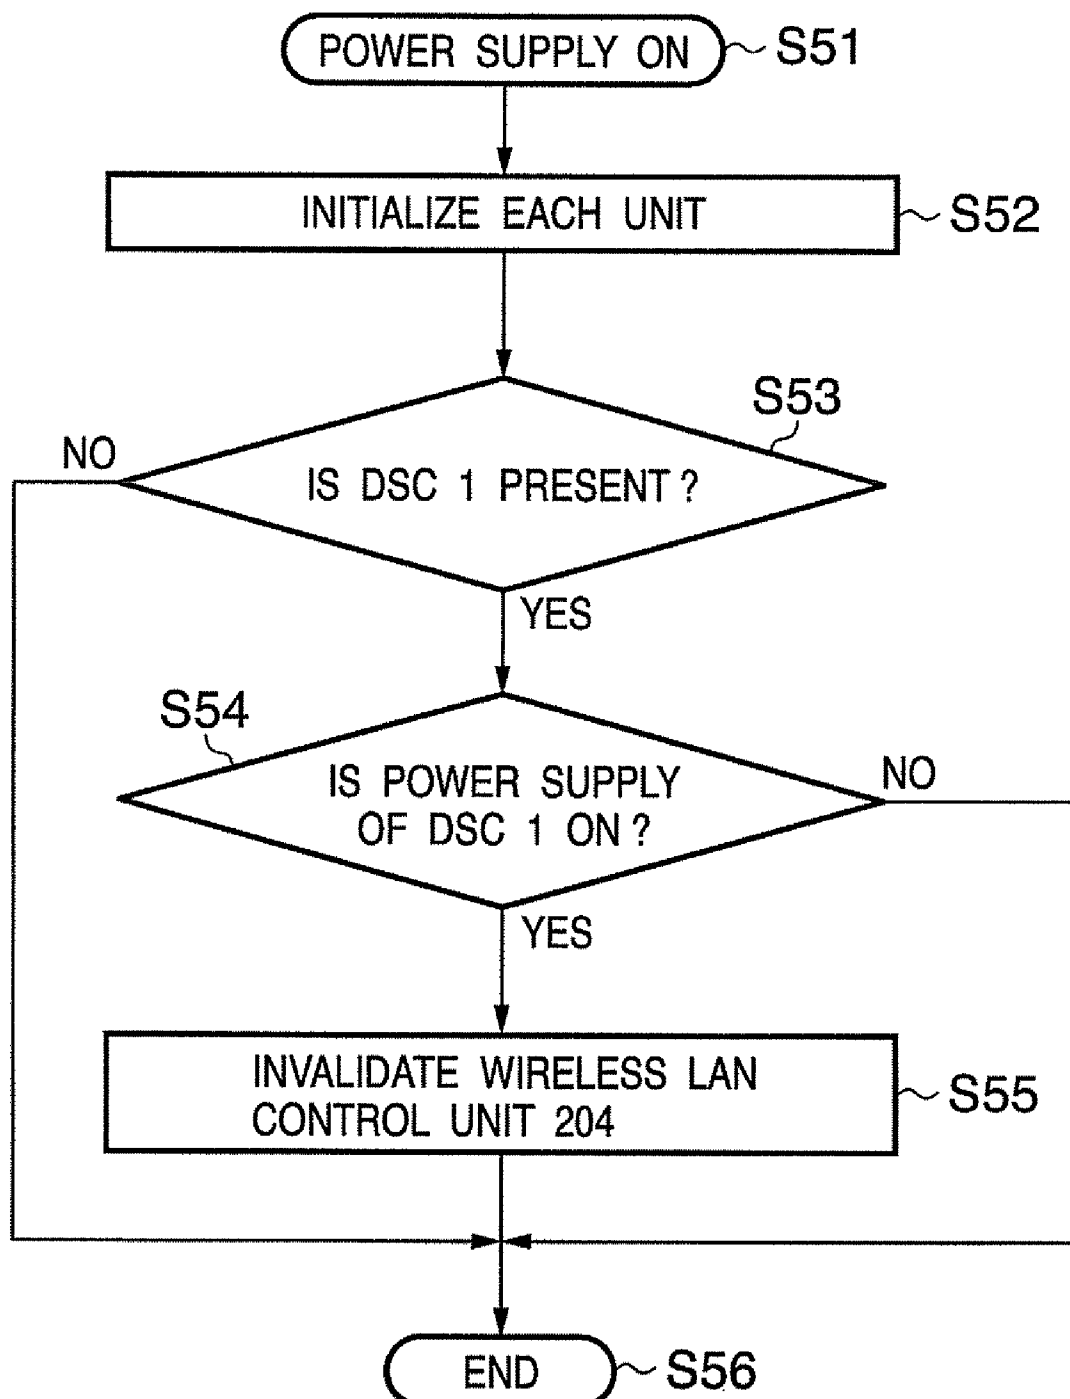 POWER SUPPLY ON
S51
INITIALIZE EACH UNIT
S52
S53
NO
IS DSC 1 PRESENT?
YES
S54
IS POWER SUPPLY
OF DSC 1 ON?
NO
YES
INVALIDATE WIRELESS LAN
CONTROL UNIT 204
S55
END
S56